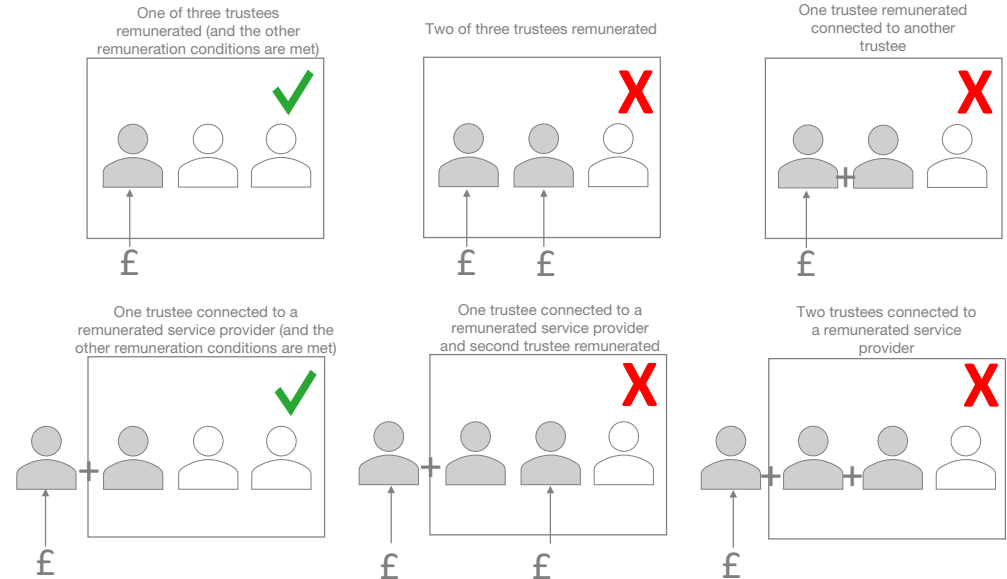 One of three trustees
remunerated (and the other
remuneration conditions are met)
Two of three trustees remunerated
One trustee remunerated
connected to another
trustee
X
X
+
£
£
£
£
One trustee connected to a
remunerated service provider (and the
other remuneration conditions are met)
One trustee connected to a
remunerated service provider
and second trustee remunerated
Two trustees connected to
a remunerated service
provider
X
X
+
+
+
+
£
£
£
£